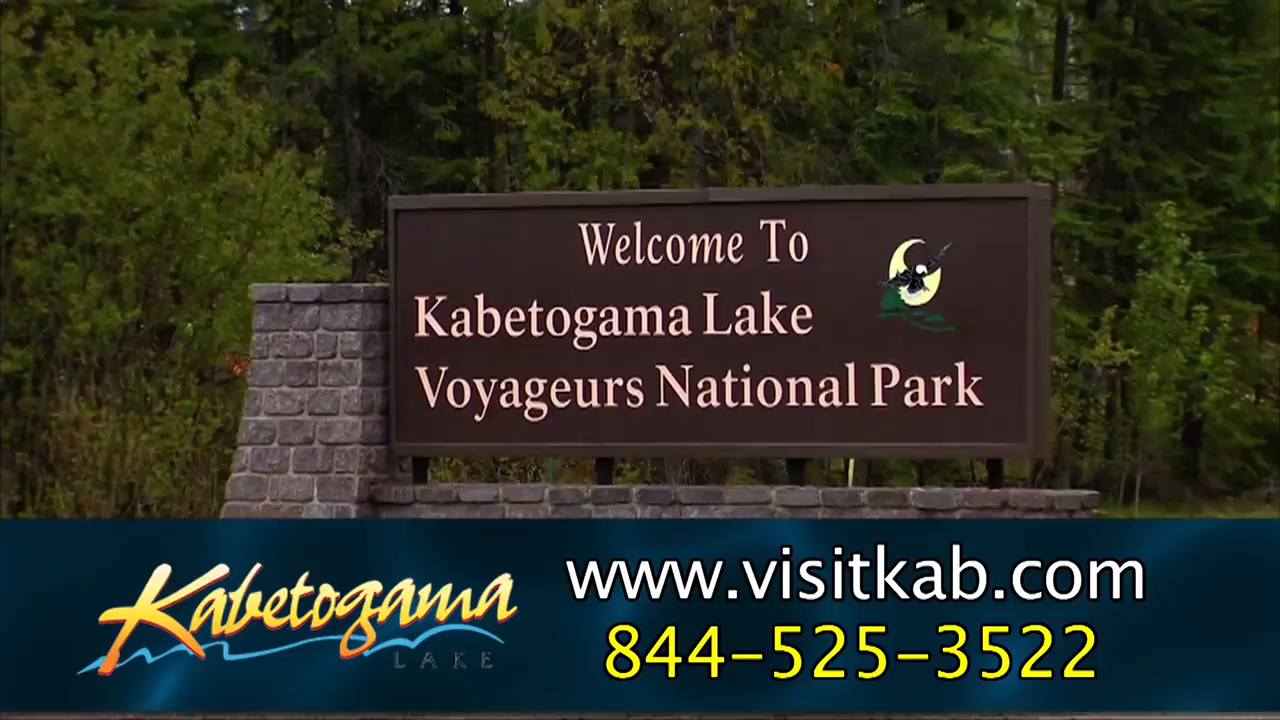 Welcome To
Kabetogama Lake
Voyageurs National Park
Kabetogama
LAKE
www.visitkab.com
844-525-3522